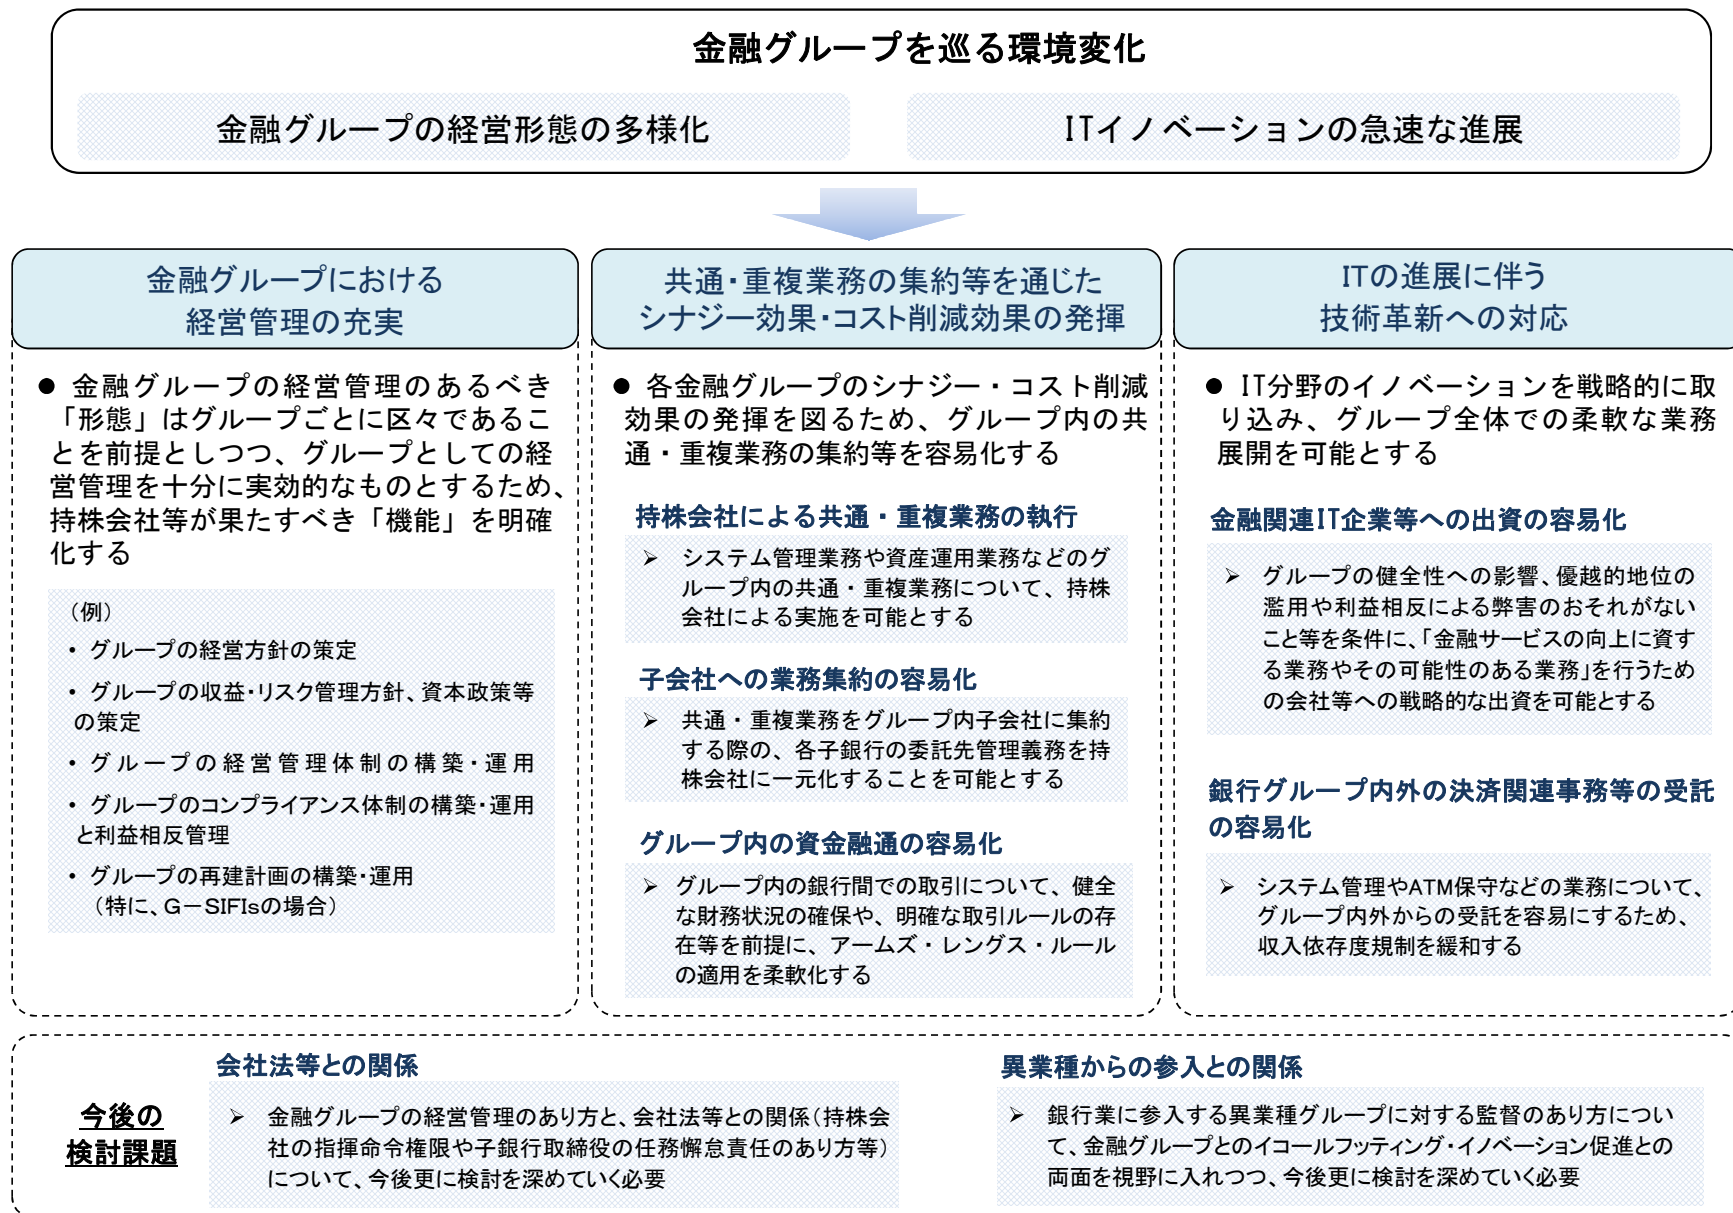 金融グループを巡る環境変化
金融グループの経営形態の多様化
ITイノベーションの急速な進展
金融グループにおける
経営管理の充実
● 金融グループの経営管理のあるべき
「形態」はグループごとに区々であるこ
とを前提としつつ、グループとしての経
営管理を十分に実効的なものとするため、
持株会社等が果たすべき「機能」を明確
化する
（例）
・グループの経営方針の策定
・グループの収益・リスク管理方針、資本政策等
の策定
・グループの経営管理体制の構築・運用
・グループのコンプライアンス体制の構築・運用
と利益相反管理
・グループの再建計画の構築・運用
（特に、G－SIFIsの場合）
共通・重複業務の集約等を通じた
シナジー効果・コスト削減効果の発揮
● 各金融グループのシナジー・コスト削減
効果の発揮を図るため、グループ内の共
通・重複業務の集約等を容易化する
持株会社による共通・重複業務の執行
➢ システム管理業務や資産運用業務などのグ
ループ内の共通・重複業務について、持株
会社による実施を可能とする
子会社への業務集約の容易化
➢ 共通・重複業務をグループ内子会社に集約
する際の、各子銀行の委託先管理義務を持
株会社に一元化することを可能とする
グループ内の資金融通の容易化
➢ グループ内の銀行間での取引について、健全
な財務状況の確保や、明確な取引ルールの存
在等を前提に、アームズ・レングス・ルール
の適用を柔軟化する
ITの進展に伴う
技術革新への対応
● IT分野のイノベーションを戦略的に取
り込み、グループ全体での柔軟な業務
展開を可能とする
金融関連IT企業等への出資の容易化
➢ グループの健全性への影響、優越的地位の
濫用や利益相反による弊害のおそれがない
こと等を条件に、「金融サービスの向上に資す
る業務やその可能性のある業務」を行うため
の会社等への戦略的な出資を可能とする
銀行グループ内外の決済関連事務等の受託
の容易化
➢ システム管理やATM保守などの業務について、
グループ内外からの受託を容易にするため、
収入依存度規制を緩和する
今後の
検討課題
会社法等との関係
➢ 金融グループの経営管理のあり方と、会社法等との関係（持株会
社の指揮命令権限や子銀行取締役の任務懈怠責任のあり方等）
について、今後更に検討を深めていく必要
異業種からの参入との関係
➢ 銀行業に参入する異業種グループに対する監督のあり方につい
て、金融グループとのイコールフッティング・イノベーション促進との
両面を視野に入れつつ、今後更に検討を深めていく必要